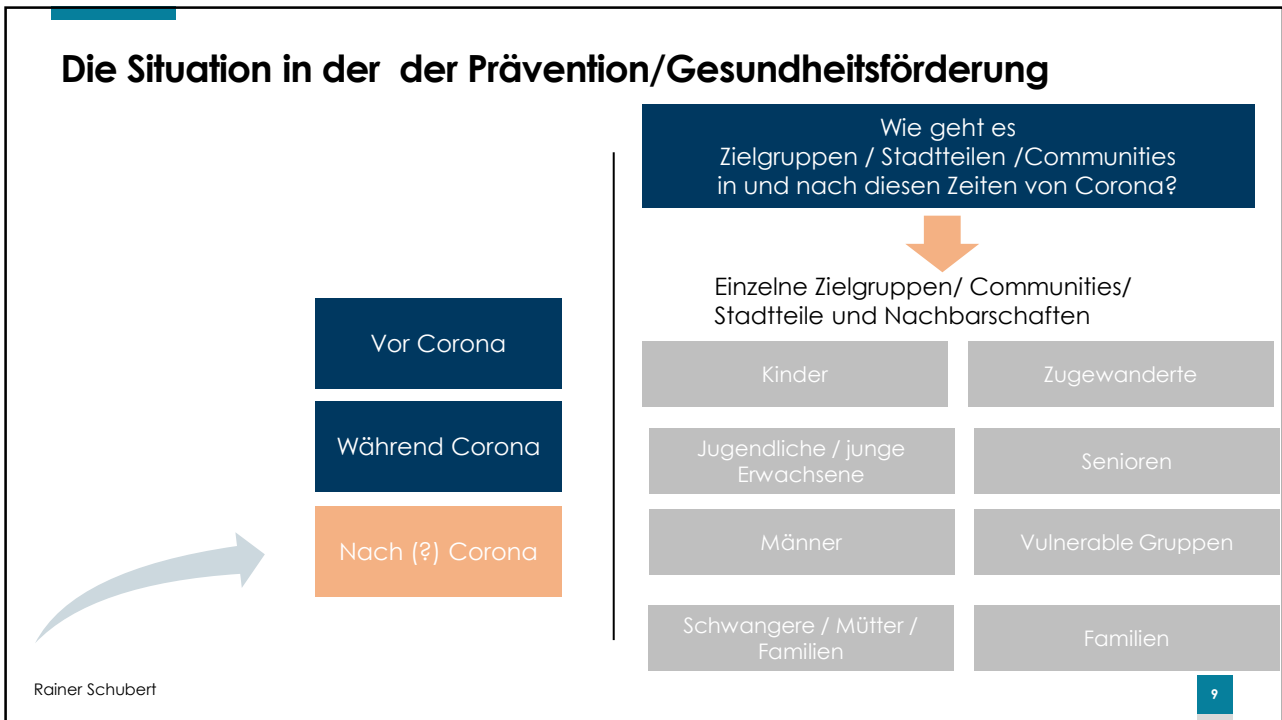 Die Situation in der  der Prävention/Gesundheitsförderung
Vor Corona
Während Corona
Nach (?) Corona
Wie geht es
Zielgruppen / Stadtteilen /Communities
in und nach diesen Zeiten von Corona?
Einzelne Zielgruppen/ Communities/
Stadtteile und Nachbarschaften
Kinder
Zugewanderte
Jugendliche / junge
Erwachsene
Senioren
Männer
Vulnerable Gruppen
Schwangere / Mütter /
Familien
Familien
Rainer Schubert
9